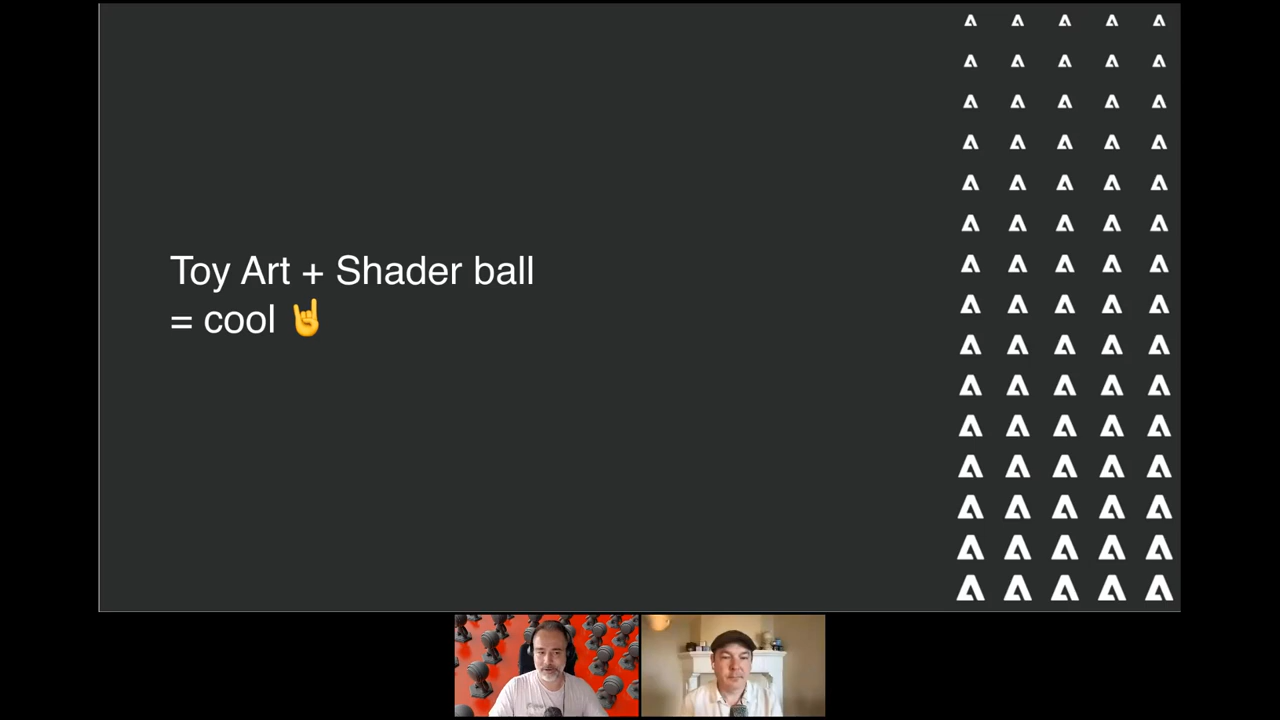 Toy Art + Shader ball
= cool 🤘